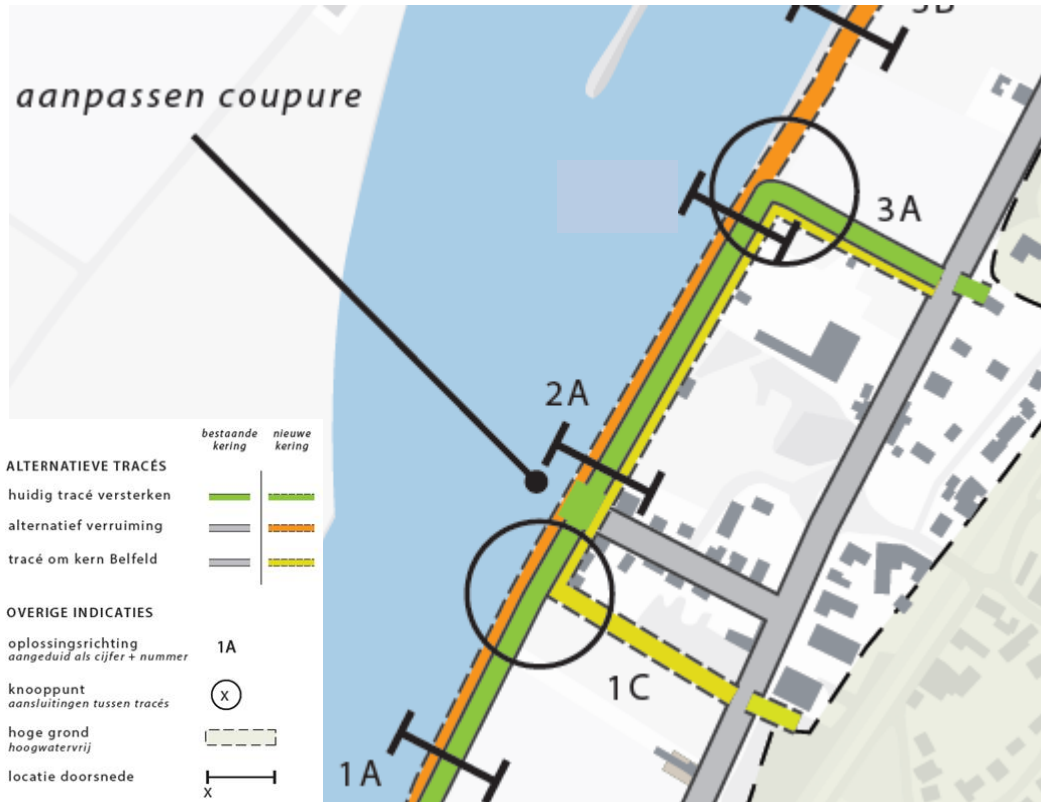 aanpassen coupure
3A
2A
1C
1A
bestaande kering
nieuwe kering
ALTERNATIEVE TRACÉS
huidig tracé versterken
alternatief verruiming
tracé om kern Belfeld
OVERIGE INDICATIES
oplossingsrichting
aangeduid als cijfer + nummer
1A
knooppunt
aansluitingen tussen tracés
X
hoge grond
hoogwatervrij
locatie doorsnede
X